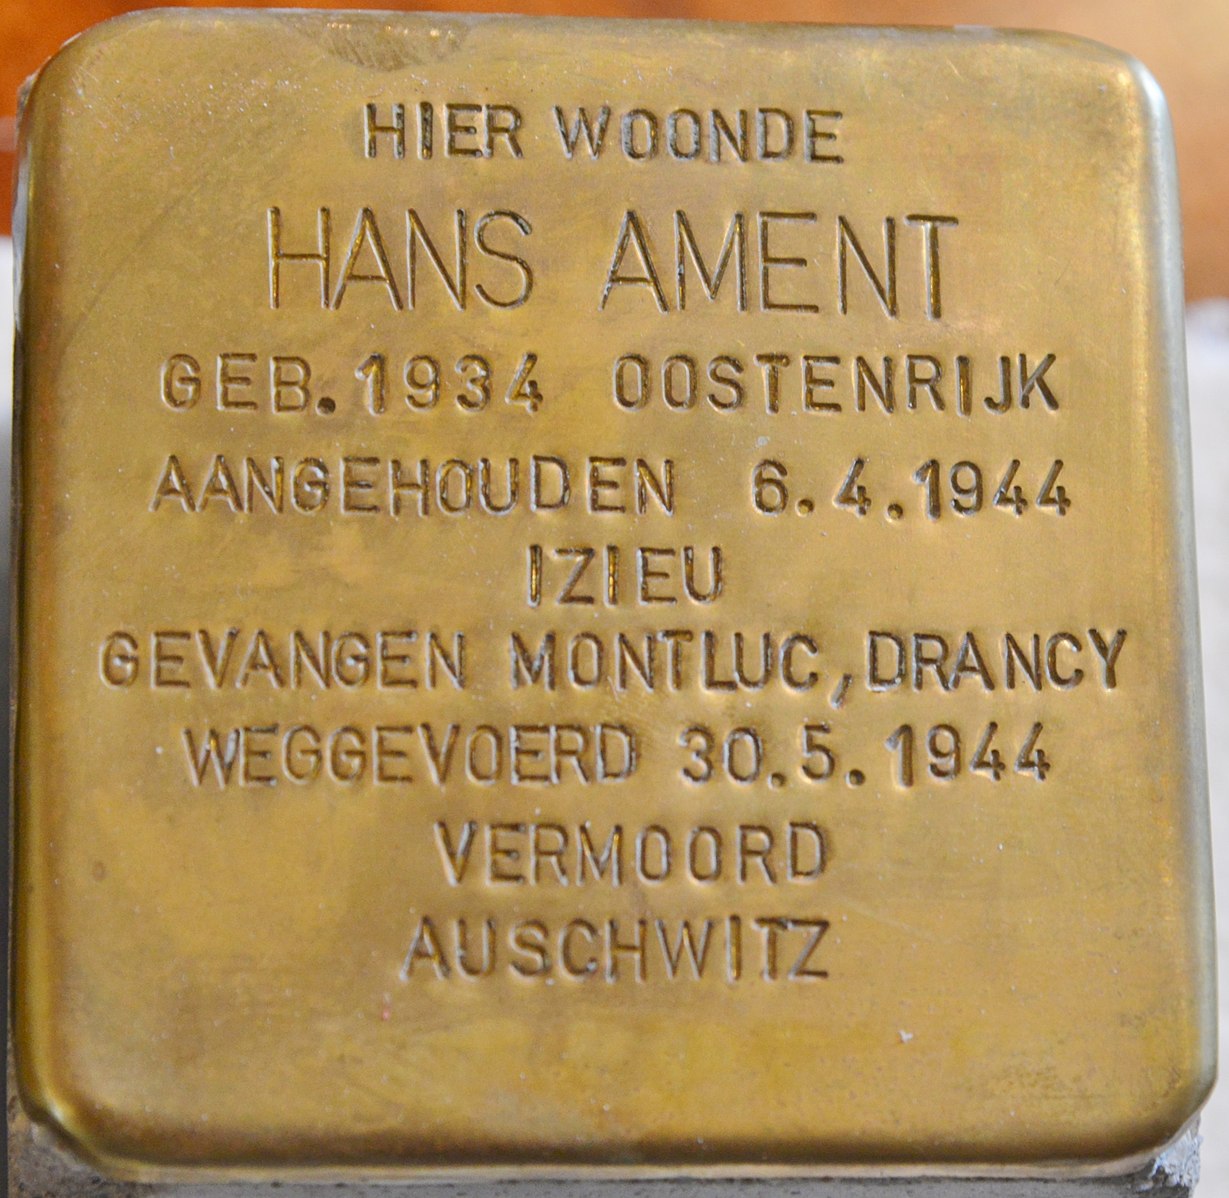 HIER WOONDE
HANS AMENT
GEB. 1934 OOSTENRIJK
AANGEHOUDEN 6.4.1944
IZIEU
GEVANGEN MONTLUC, DRANCY
WEGGEVOERD 30.5.1944
VERMOORD
AUSCHWITZ